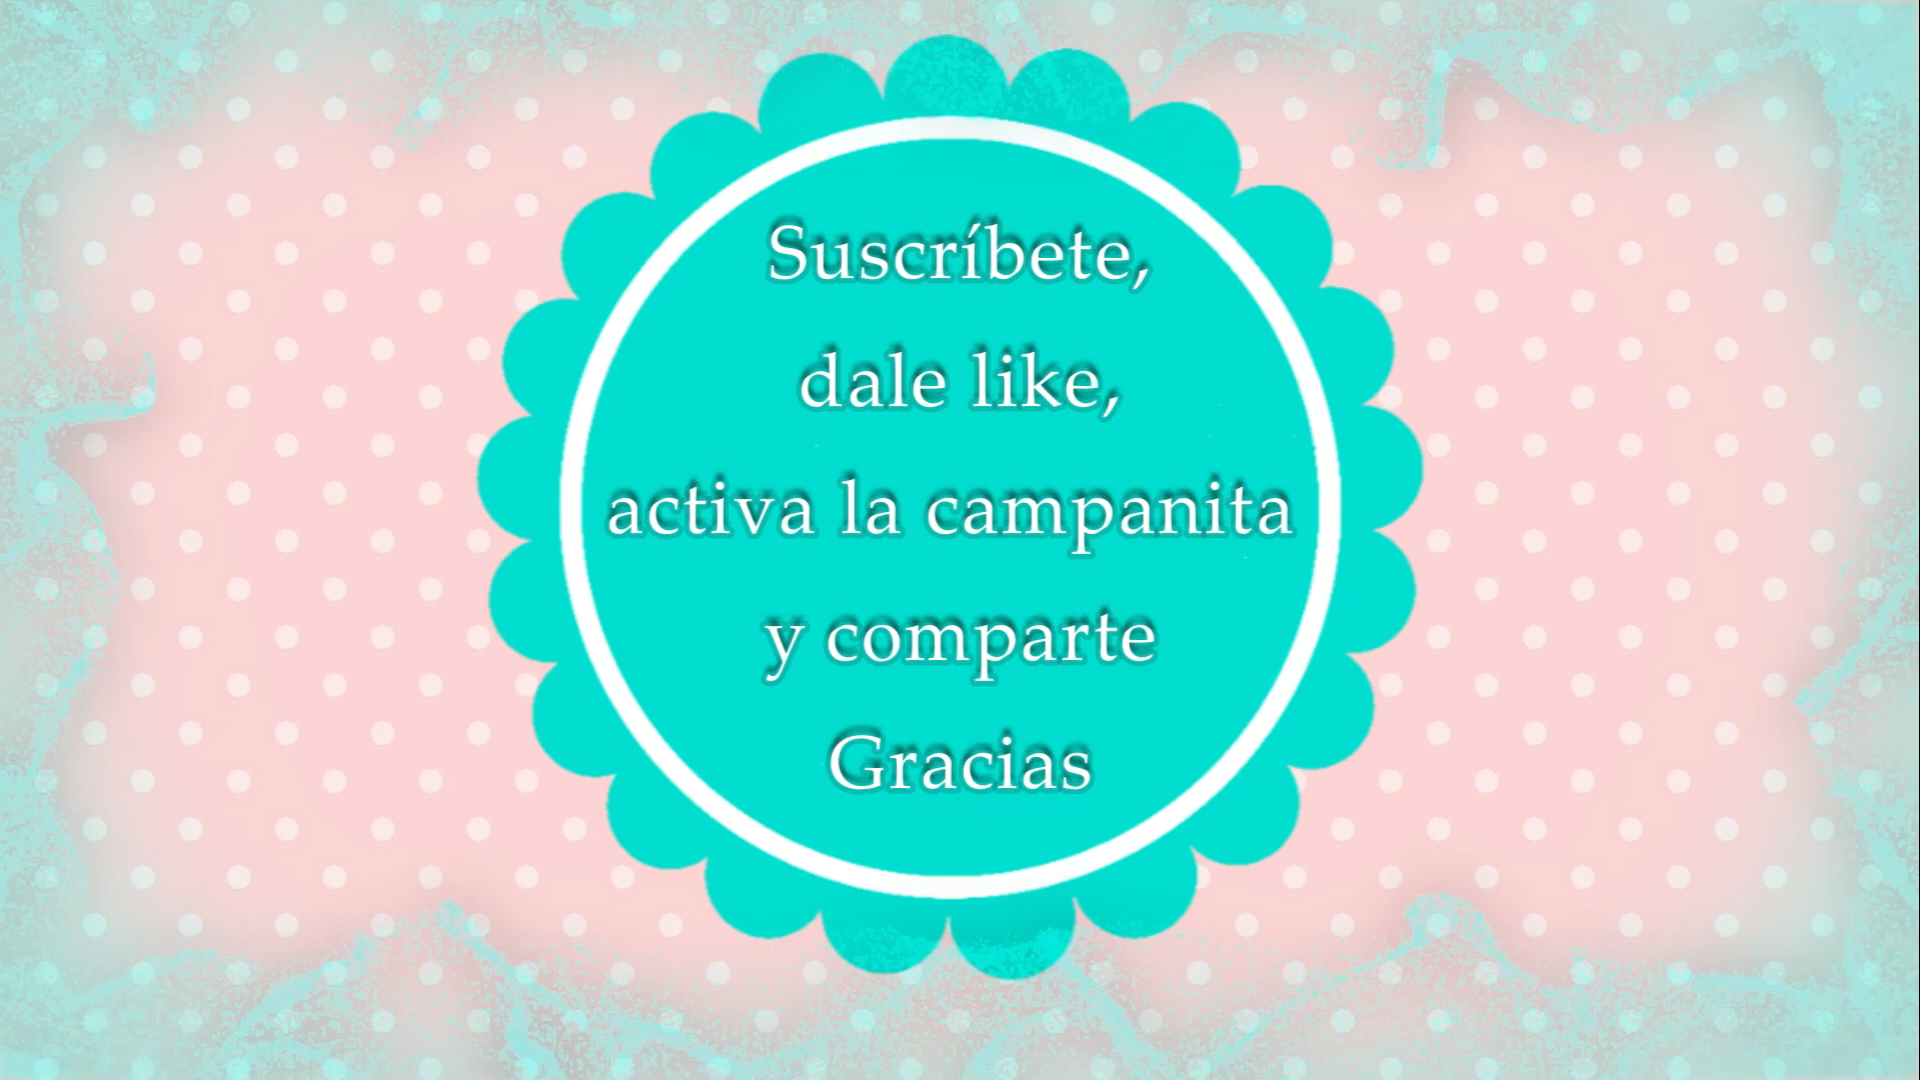 Suscríbete,
dale like,
activa la campanita
y comparte
Gracias